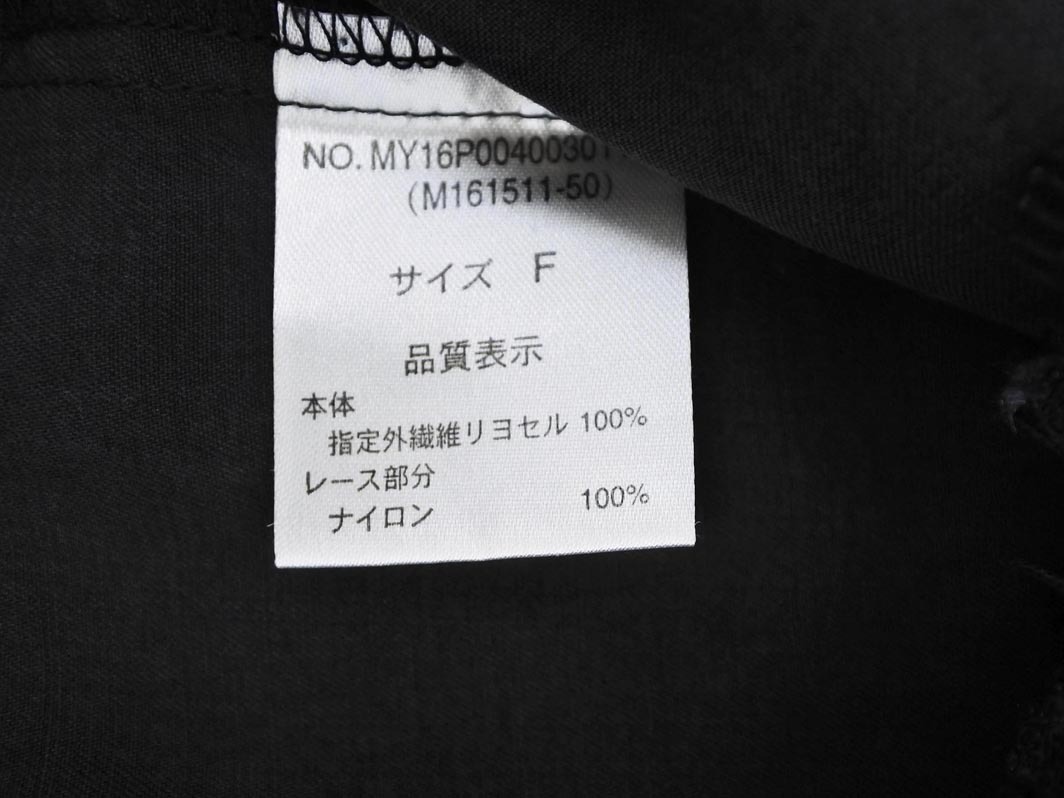 NO. MY16P00400301
(M161511-50)
サイズ F
品質表示
本体
指定外繊維リヨセル 100%
レース部分
ナイロン 100%